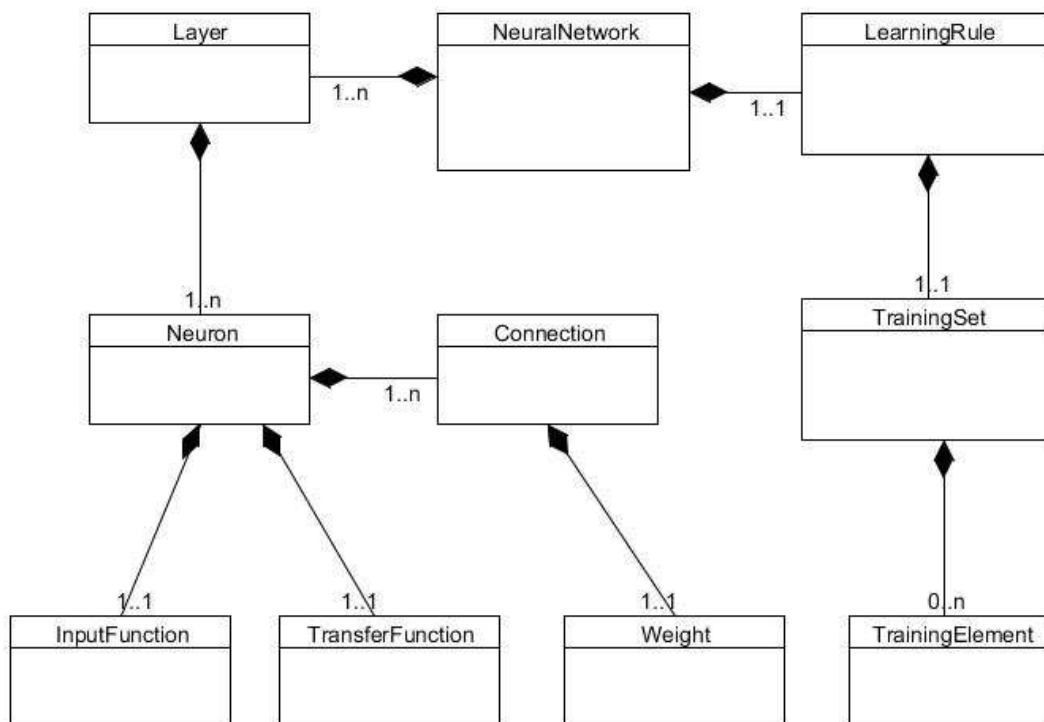 Layer
NeuralNetwork
LearningRule
1..n
1..1
1..n
1..1
Neuron
Connection
TrainingSet
1..n
1..1
1..1
1..1
0..n
InputFunction
TransferFunction
Weight
TrainingElement